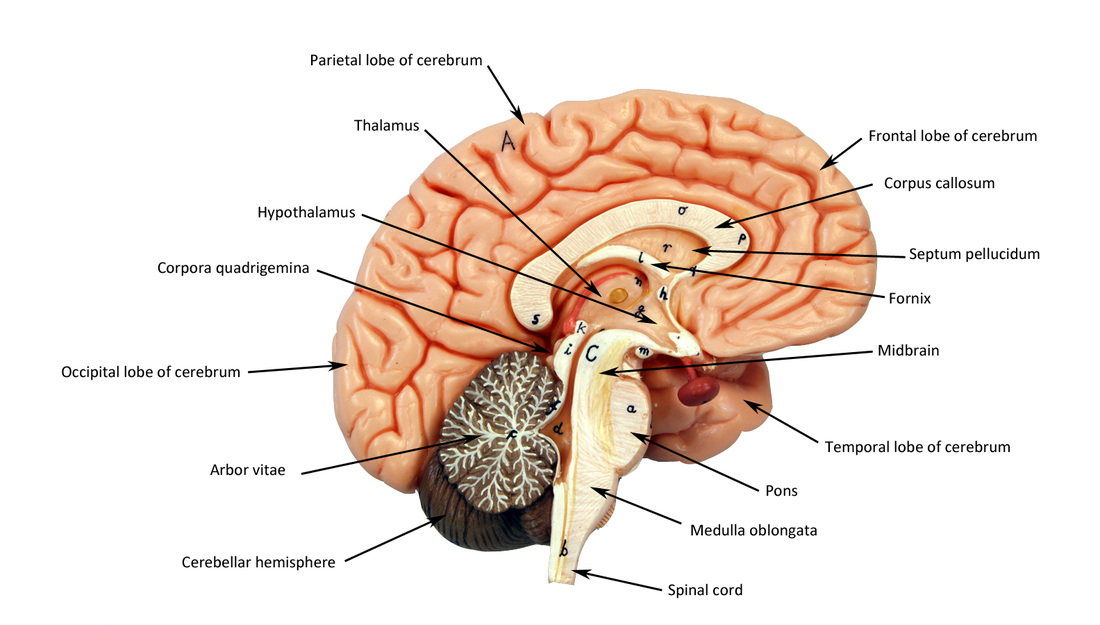 Parietal lobe of cerebrum
Thalamus
Frontal lobe of cerebrum
Corpus callosum
Hypothalamus
Septum pellucidum
Corpora quadrigemina
Fornix
Midbrain
Occipital lobe of cerebrum
Temporal lobe of cerebrum
Arbor vitae
Pons
Medulla oblongata
Cerebellar hemisphere
Spinal cord
A
o
p
r
l
q
n
h
g
s
k
i
C
m
a
d
b